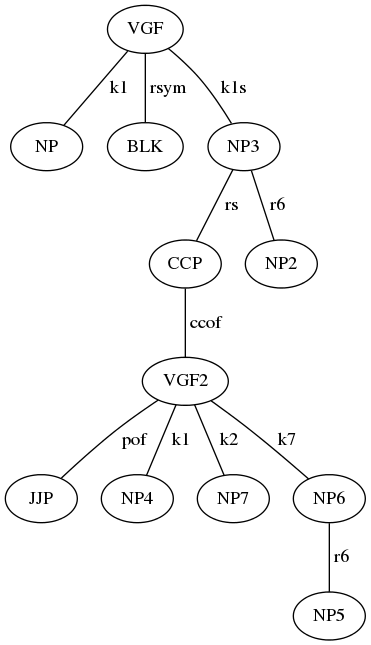 VGF
k1 rsym k1s
NP BLK NP3
rs r6
CCP NP2
ccof
VGF2
pof k1 k2 k7
JJP NP4 NP7 NP6
r6
NP5